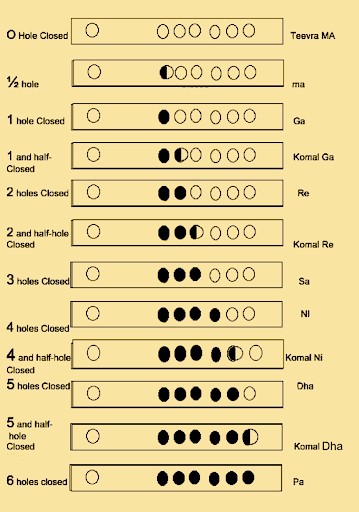 0 Hole Closed Teevra MA
½ hole ma
1 hole Closed Ga
1 and half-
Closed Komal Ga
2 holes Closed Re
2 and half-hole
Closed Komal Re
3 holes Closed Sa
4 holes Closed NI
4 and half-hole
Closed Komal Ni
5 holes Closed Dha
5 and half-
hole
Closed Komal Dha
6 holes closed Pa